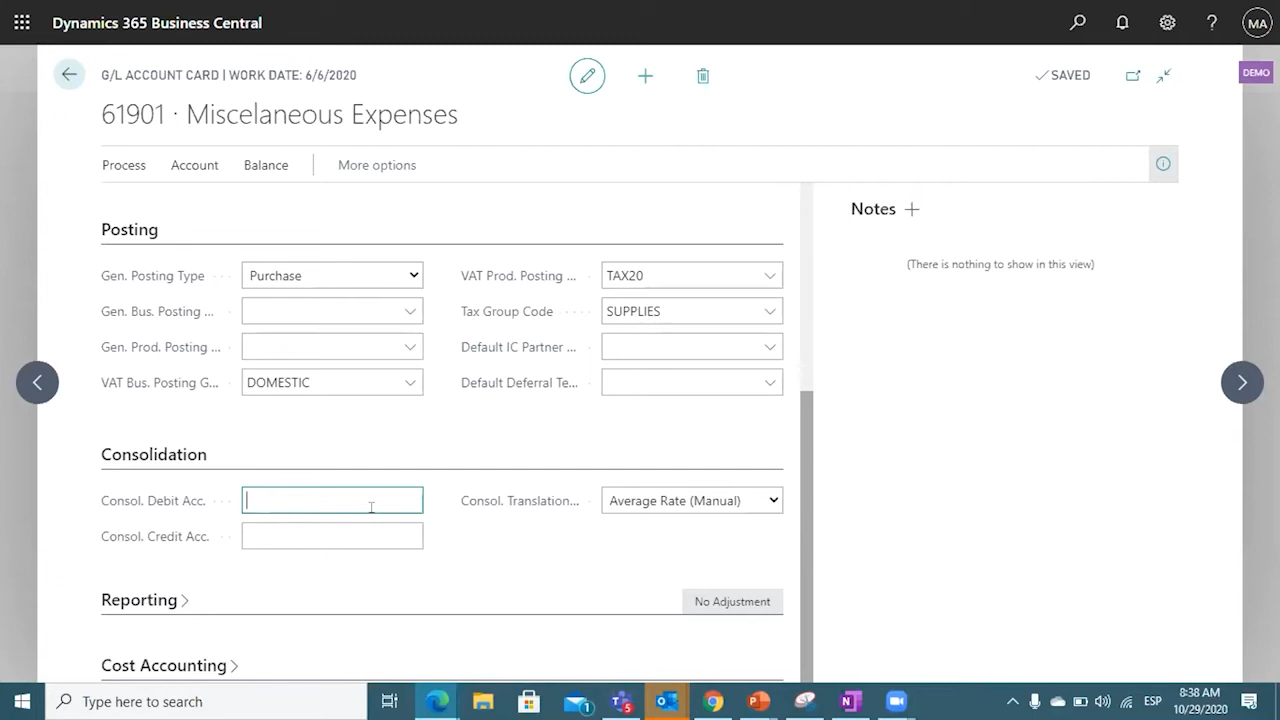 Dynamics 365 Business Central
MA
G/L ACCOUNT CARD | WORK DATE: 6/6/2020
SAVED
DEMO
61901 · Miscelaneous Expenses
Process Account Balance More options
Notes
(There is nothing to show in this view)
Posting
Gen. Posting Type Purchase
VAT Prod. Posting ... TAX20
Gen. Bus. Posting ...
Tax Group Code SUPPLIES
Gen. Prod. Posting ...
Default IC Partner ...
VAT Bus. Posting G... DOMESTIC
Default Deferral Te...
Consolidation
Consol. Debit Acc.
Consol. Translation... Average Rate (Manual)
Consol. Credit Acc.
Reporting
No Adjustment
Cost Accounting
Type here to search
1
5
ESP
8:38 AM
10/29/2020